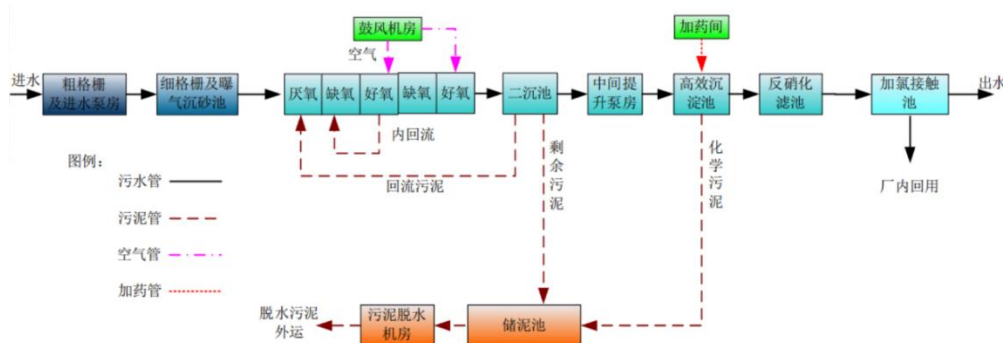 鼓风机房
加药间
空气
进水
粗格栅
及进水泵房
细格栅及曝
气沉砂池
厌氧
缺氧
好氧
缺氧
好氧
二沉池
中间提
升泵房
高效沉
淀池
反硝化
滤池
加氯接触
池
出水
内回流
回流污泥
剩余污泥
化学污泥
厂内回用
图例：
污水管
污泥管
空气管
加药管
脱水污泥
外运
污泥脱水
机房
储泥池